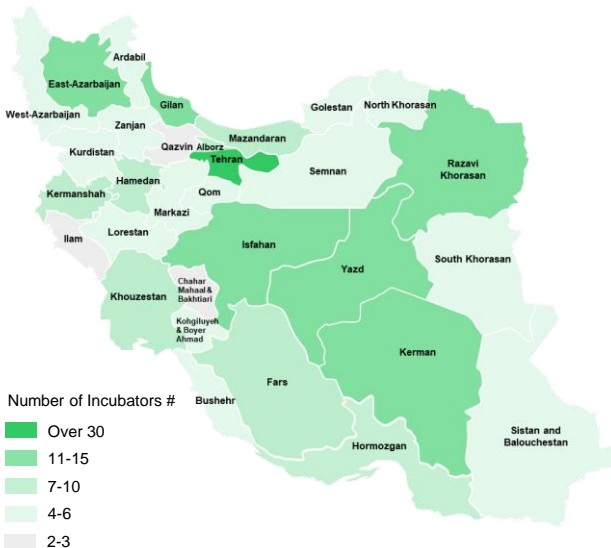 Ardabil
East-Azarbaijan
Gilan
West-Azarbaijan
Golestan
North Khorasan
Zanjan
Mazandaran
Qazvin
Alborz
Kurdistan
Tehran
Razavi
Khorasan
Semnan
Hamedan
Qom
Kermanshah
Markazi
Ilam
Lorestan
Isfahan
South Khorasan
Yazd
Chahar
Mahaal &
Bakhtiari
Khouzestan
Kohgiluyeh
& Boyer
Ahmad
Kerman
Fars
Bushehr
Hormozgan
Sistan and
Balouchestan
Number of Incubators #
Over 30
11-15
7-10
4-6
2-3